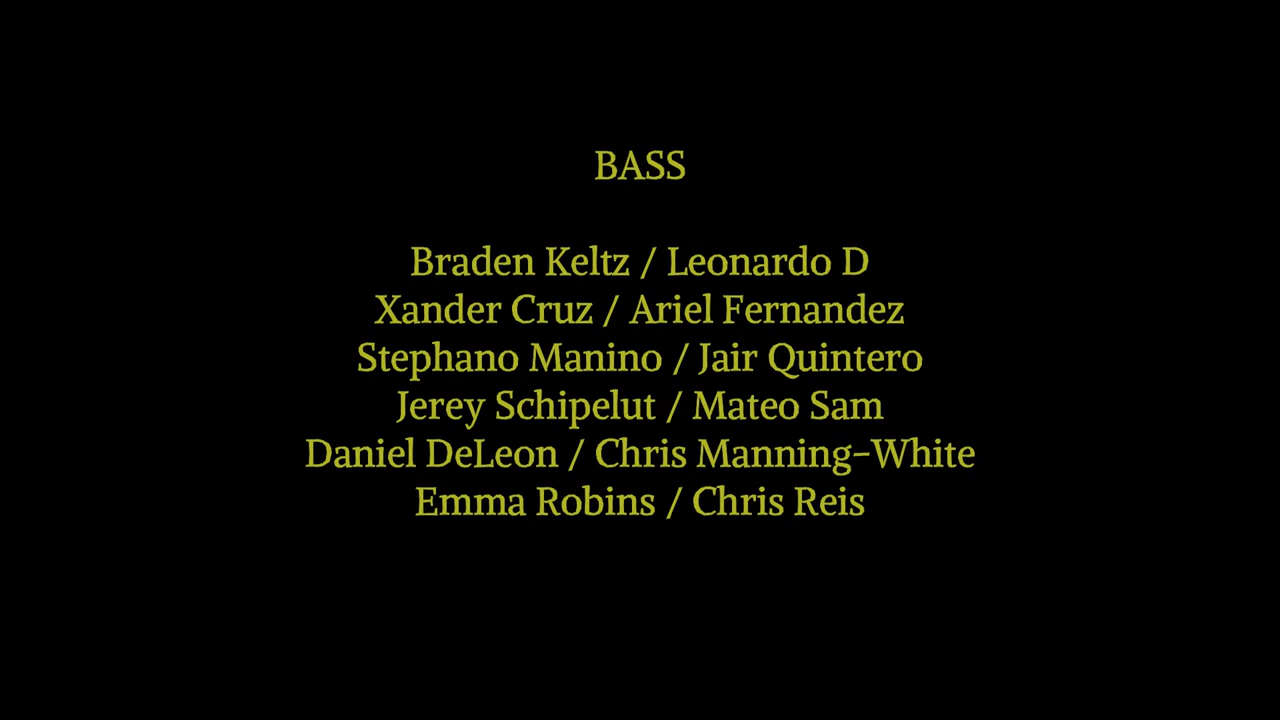 BASS
Braden Keltz / Leonardo D
Xander Cruz / Ariel Fernandez
Stephano Manino / Jair Quintero
Jerey Schipelut / Mateo Sam
Daniel DeLeon / Chris Manning-White
Emma Robins / Chris Reis